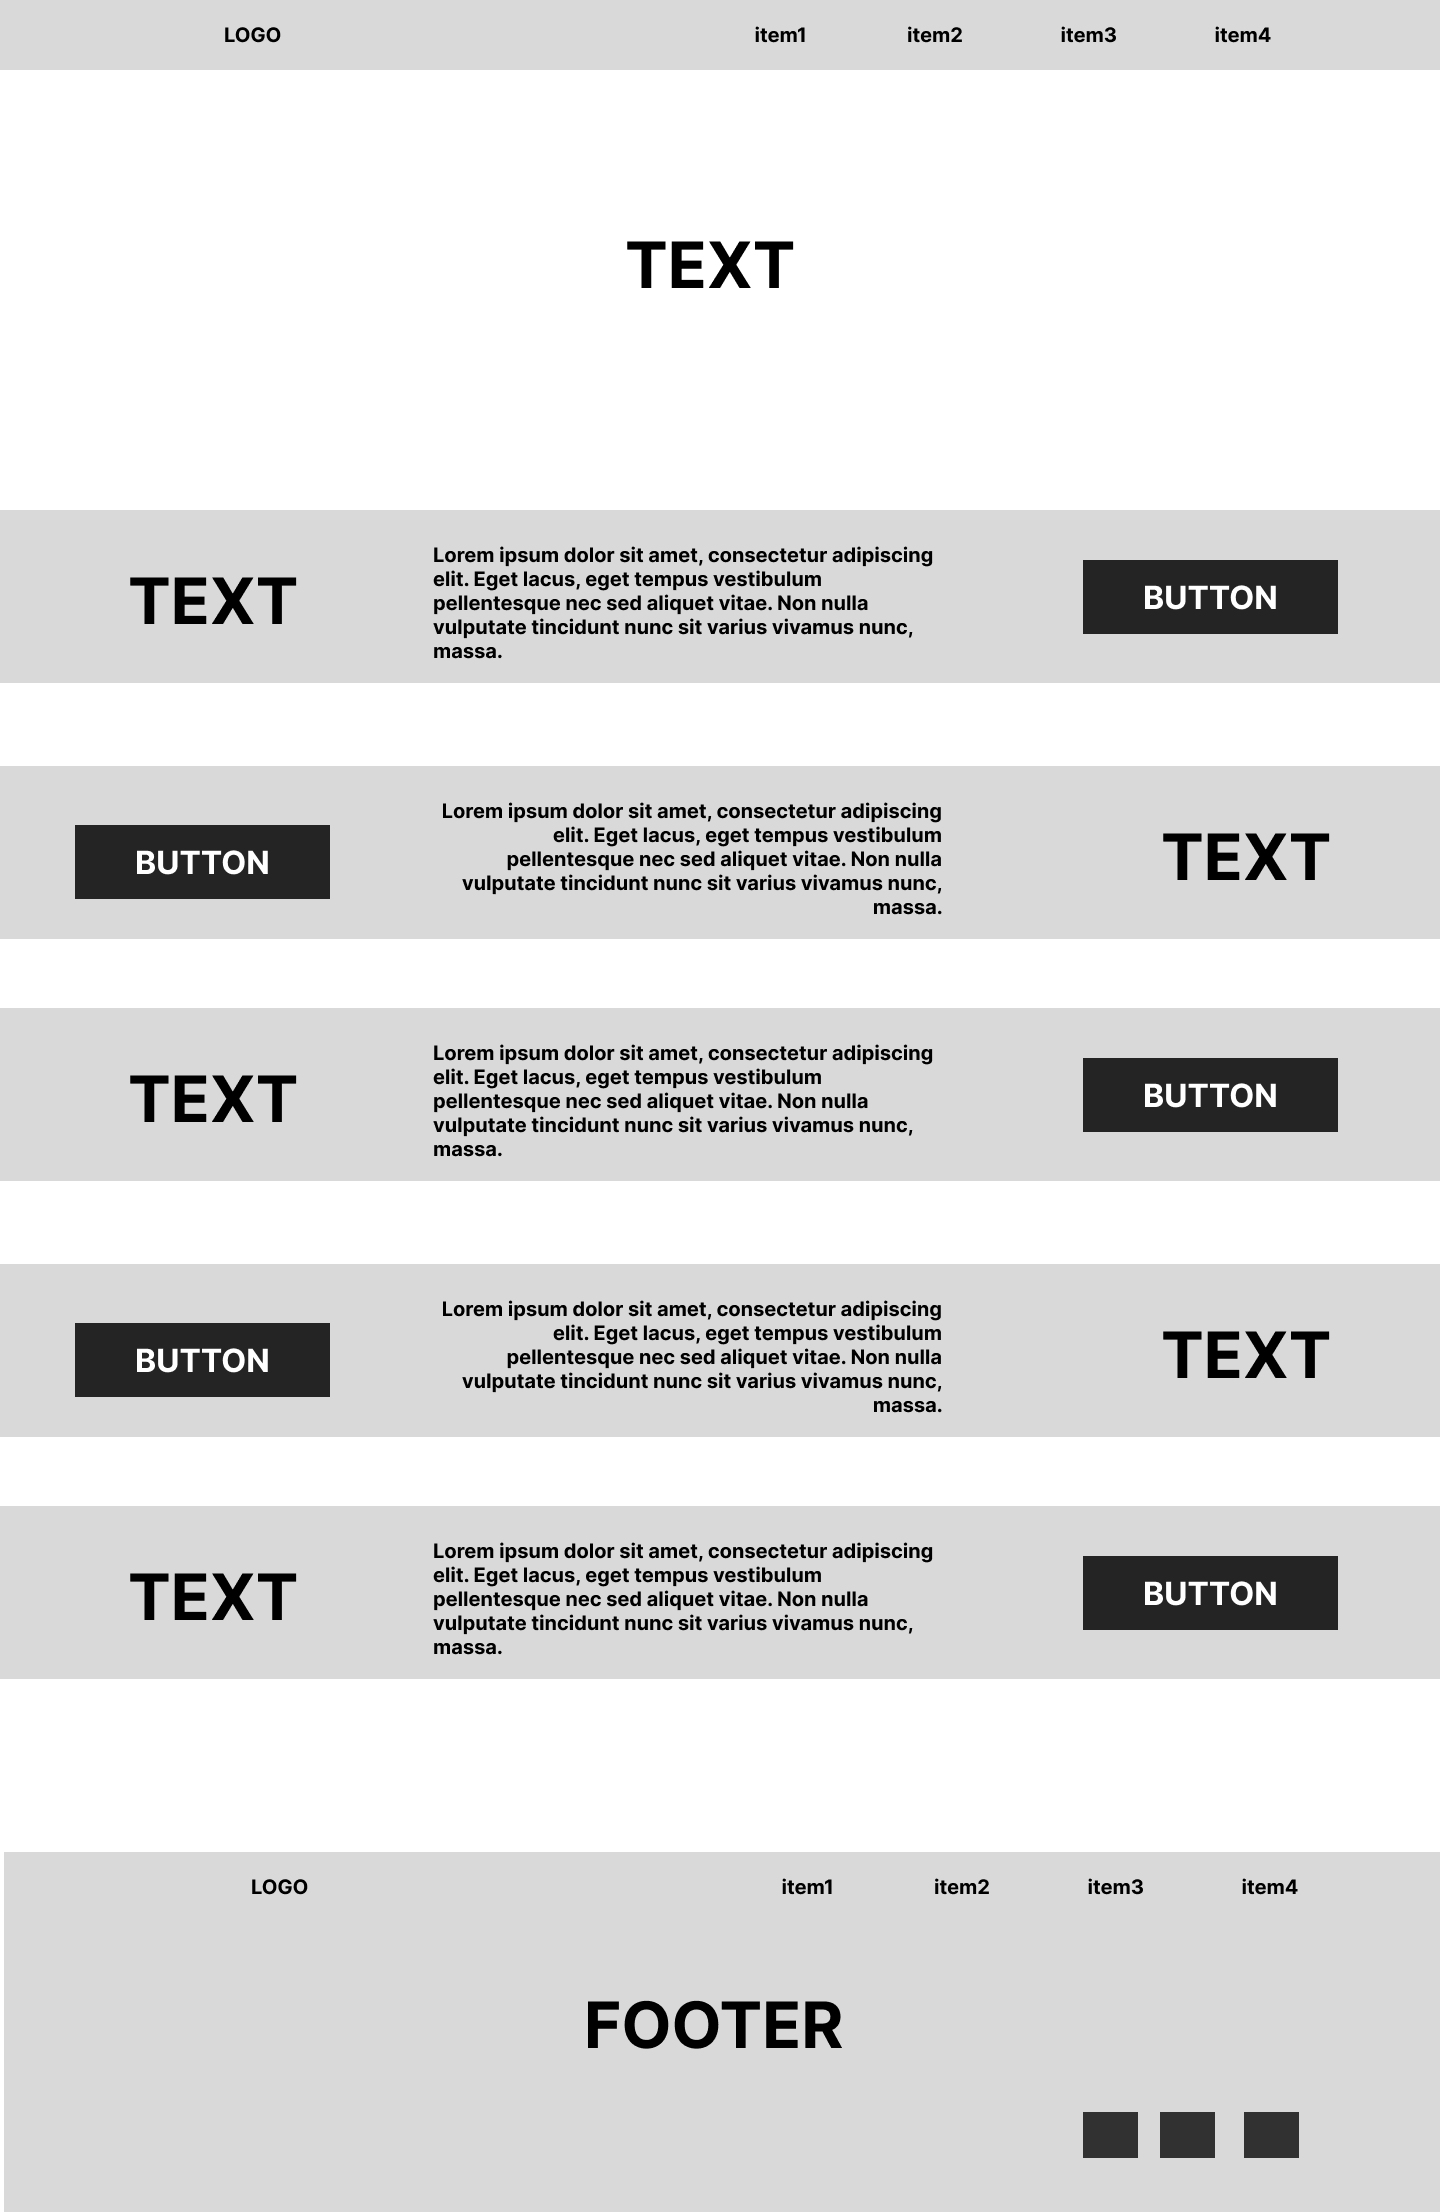 LOGO item1 item2 item3 item4
TEXT
TEXT
Lorem ipsum dolor sit amet, consectetur adipiscing
elit. Eget lacus, eget tempus vestibulum
pellentesque nec sed aliquet vitae. Non nulla
vulputate tincidunt nunc sit varius vivamus nunc,
massa.
BUTTON
BUTTON
Lorem ipsum dolor sit amet, consectetur adipiscing
elit. Eget lacus, eget tempus vestibulum
pellentesque nec sed aliquet vitae. Non nulla
vulputate tincidunt nunc sit varius vivamus nunc,
massa.
TEXT
TEXT
Lorem ipsum dolor sit amet, consectetur adipiscing
elit. Eget lacus, eget tempus vestibulum
pellentesque nec sed aliquet vitae. Non nulla
vulputate tincidunt nunc sit varius vivamus nunc,
massa.
BUTTON
BUTTON
Lorem ipsum dolor sit amet, consectetur adipiscing
elit. Eget lacus, eget tempus vestibulum
pellentesque nec sed aliquet vitae. Non nulla
vulputate tincidunt nunc sit varius vivamus nunc,
massa.
TEXT
TEXT
Lorem ipsum dolor sit amet, consectetur adipiscing
elit. Eget lacus, eget tempus vestibulum
pellentesque nec sed aliquet vitae. Non nulla
vulputate tincidunt nunc sit varius vivamus nunc,
massa.
BUTTON
LOGO item1 item2 item3 item4
FOOTER